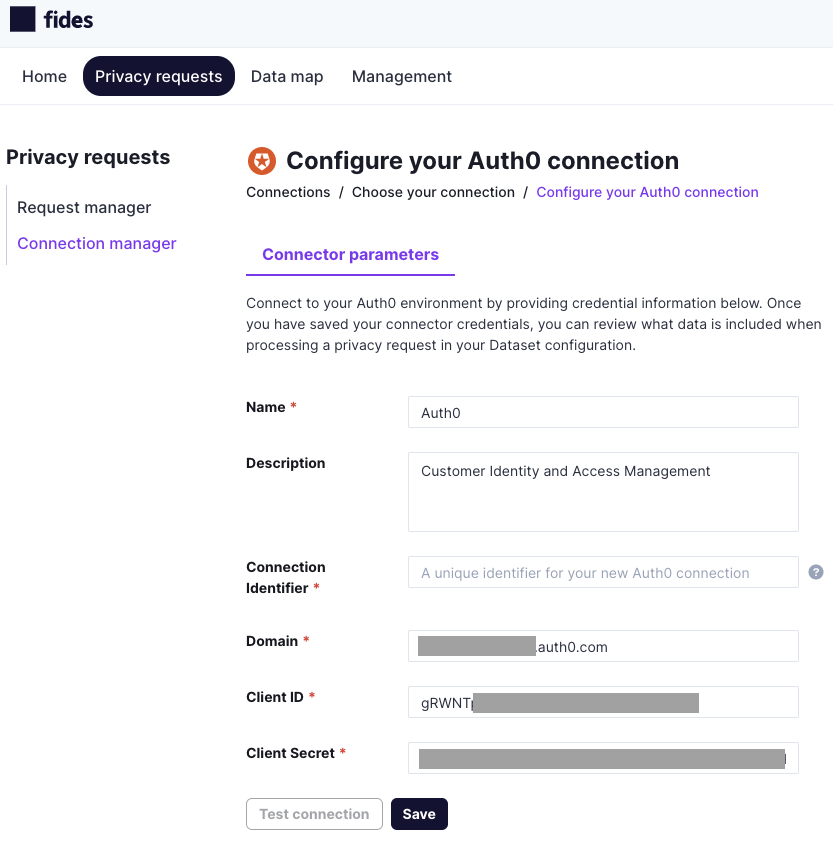 fides
Home Privacy requests Data map Management
Privacy requests
Request manager
Connection manager
Configure your Auth0 connection
Connections / Choose your connection / Configure your Auth0 connection
Connector parameters
Connect to your Auth0 environment by providing credential information below. Once
you have saved your connector credentials, you can review what data is included when
processing a privacy request in your Dataset configuration.
Name *
Auth0
Description
Customer Identity and Access Management
Connection
Identifier *
A unique identifier for your new Auth0 connection
?
Domain *
.auth0.com
Client ID *
gRWNT
Client Secret *
Test connection
Save